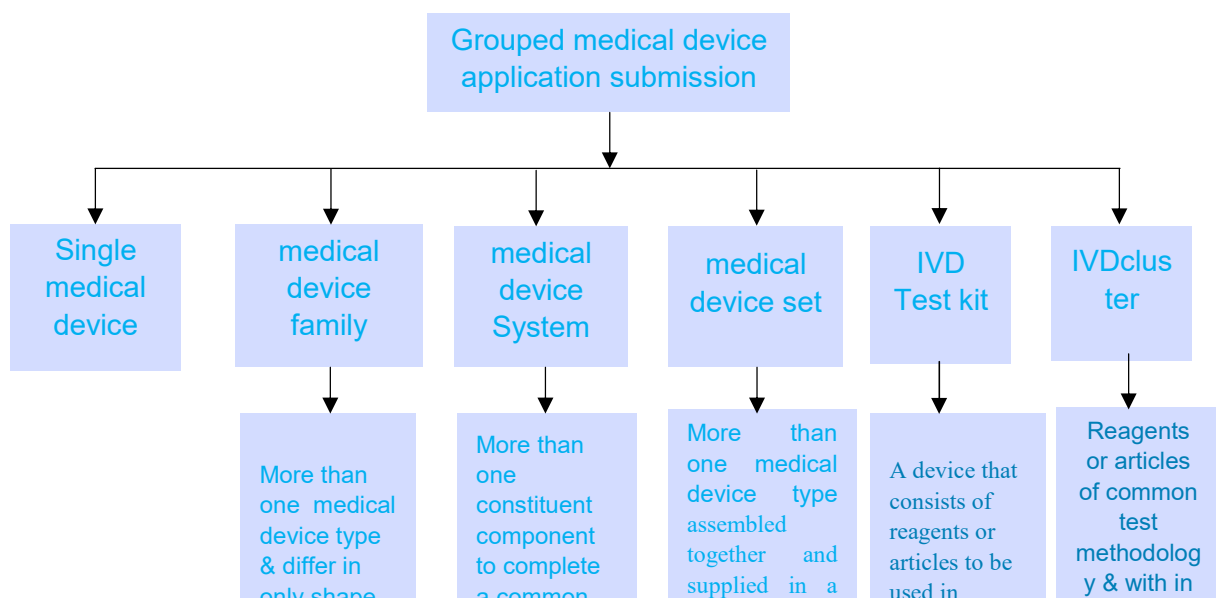 Grouped medical device
application submission
Single
medical
device
medical
device
family
medical
device
System
medical
device set
IVD
Test kit
IVDclus
ter
More than
one medical
device type
& differ in
only shape
More than
one
constituent
component
to complete
a common
More than
one medical
device type
assembled
together and
supplied in a
A device that
consists of
reagents or
articles to be
used in
Reagents
or articles
of common
test
methodolog
y & with in